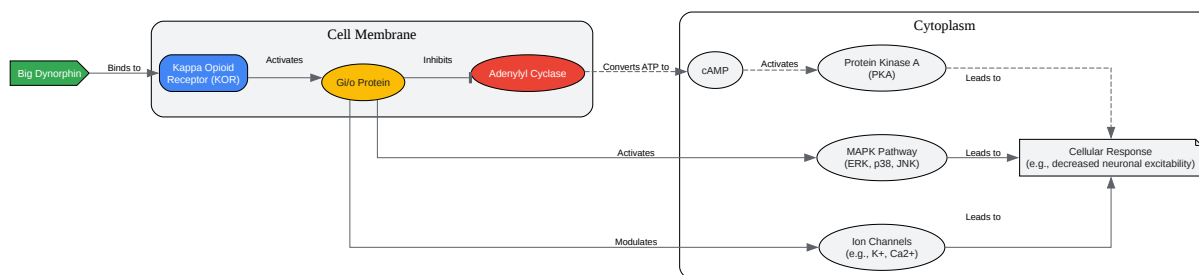 Cell Membrane
Cytoplasm
Big Dynorphin
Binds to
Kappa Opioid
Receptor (KOR)
Activates
Gi/o Protein
Inhibits
Adenylyl Cyclase
Converts ATP to
cAMP
Activates
Protein Kinase A
(PKA)
Leads to
Activates
MAPK Pathway
(ERK, p38, JNK)
Leads to
Cellular Response
(e.g., decreased neuronal excitability)
Modulates
Ion Channels
(e.g., K+, Ca2+)
Leads to